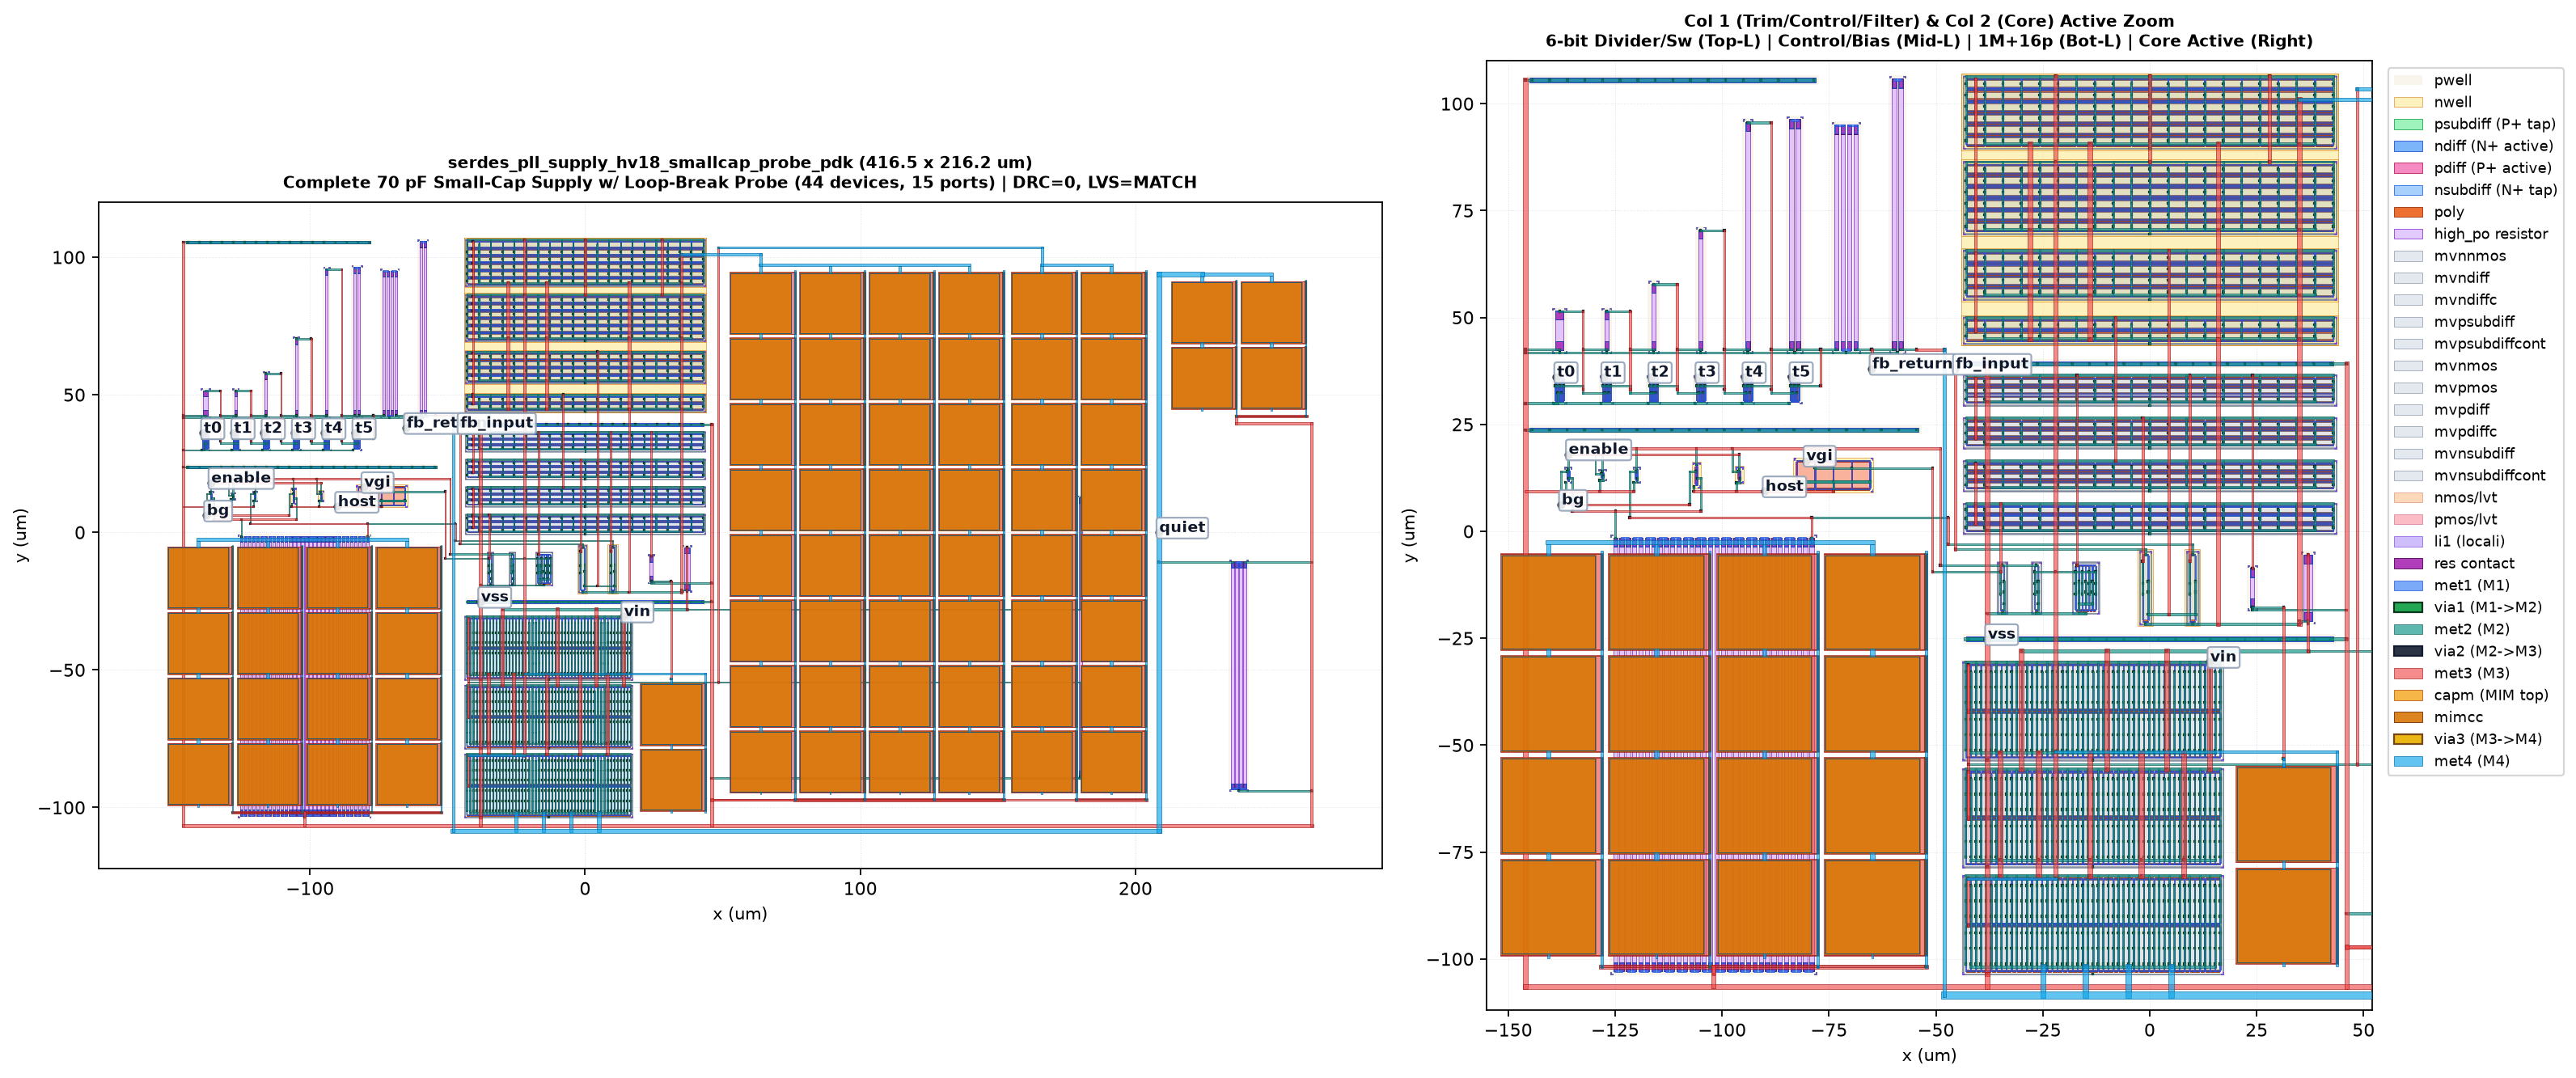 serdes_pll_supply_hv18_smallcap_probe_pdk (416.5 x 216.2 um)
Complete 70 pF Small-Cap Supply w/ Loop-Break Probe (44 devices, 15 ports) | DRC=0, LVS=MATCH
y (um)
100
50
0
−50
−100
t0
t1
t2
t3
t4
t5
fb_ret
fb_input
enable
vgi
host
bg
vss
vin
quiet
−100
0
100
200
x (um)
Col 1 (Trim/Control/Filter) & Col 2 (Core) Active Zoom
6-bit Divider/Sw (Top-L) | Control/Bias (Mid-L) | 1M+16p (Bot-L) | Core Active (Right)
y (um)
100
75
50
25
0
−25
−50
−75
−100
t0
t1
t2
t3
t4
t5
fb_return
fb_input
enable
vgi
host
bg
vss
vin
−150
−125
−100
−75
−50
−25
0
25
50
x (um)
pwell
nwell
psubdiff (P+ tap)
ndiff (N+ active)
pdiff (P+ active)
nsubdiff (N+ tap)
poly
high_po resistor
mvnnmos
mvndiff
mvndiffc
mvpsubdiff
mvpsubdiffcont
mvnmos
mvpmos
mvpdiff
mvpdiffc
mvnsubdiff
mvnsubdiffcont
nmos/lvt
pmos/lvt
li1 (locali)
res contact
met1 (M1)
via1 (M1->M2)
met2 (M2)
via2 (M2->M3)
met3 (M3)
capm (MIM top)
mimcc
via3 (M3->M4)
met4 (M4)